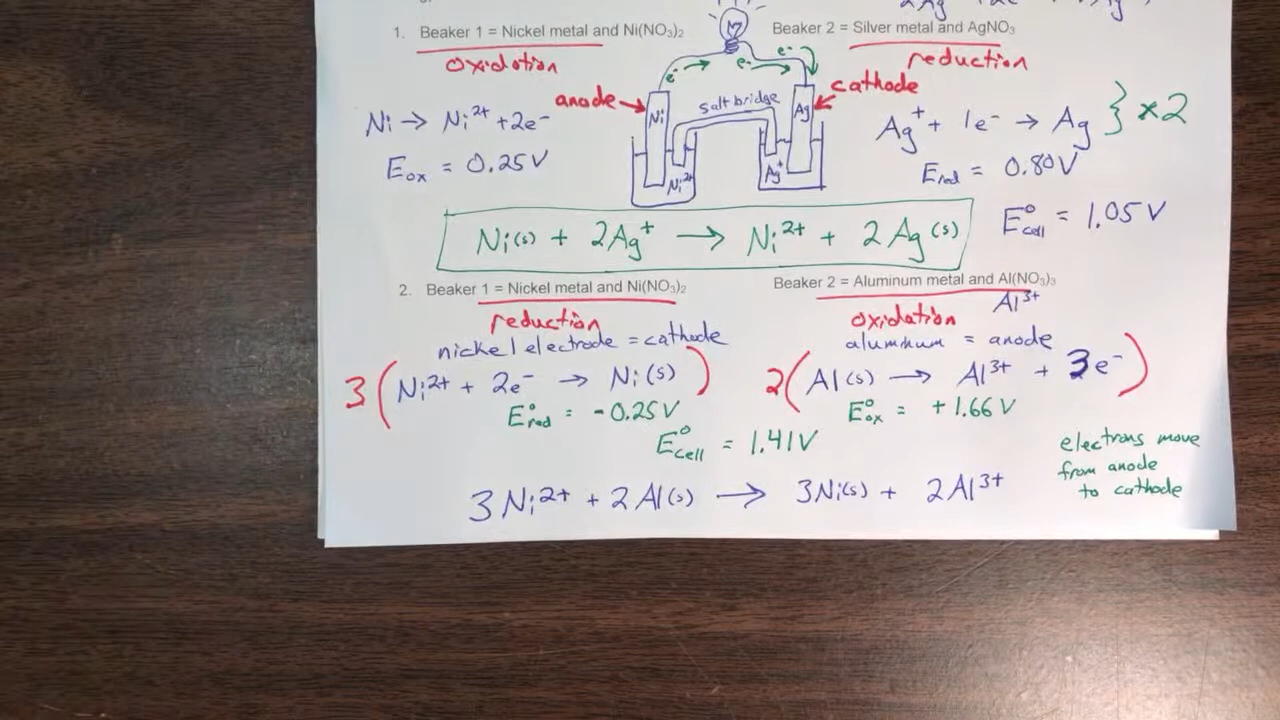 1. Beaker 1 = Nickel metal and Ni(NO₃)₂ Beaker 2 = Silver metal and AgNO₃
oxidation reduction
e⁻ e⁻ e⁻
anode cathode
salt bridge
Ni Ag
Ni²⁺ Ag⁺
Ni → Ni²⁺ + 2e⁻ Ag⁺ + 1e⁻ → Ag } ×2
Eox = 0.25V Ered = 0.80V
E°cell = 1.05V
Ni(s) + 2Ag⁺ → Ni²⁺ + 2Ag(s)
2. Beaker 1 = Nickel metal and Ni(NO₃)₂ Beaker 2 = Aluminum metal and Al(NO₃)₃
Al³⁺
reduction oxidation
nickel electrode = cathode aluminum = anode
3(Ni²⁺ + 2e⁻ → Ni(s)) 2(Al(s) → Al³⁺ + 3e⁻)
E°red = -0.25V E°ox = +1.66V
E°cell = 1.41V
electrons move
from anode
to cathode
3Ni²⁺ + 2Al(s) → 3Ni(s) + 2Al³⁺